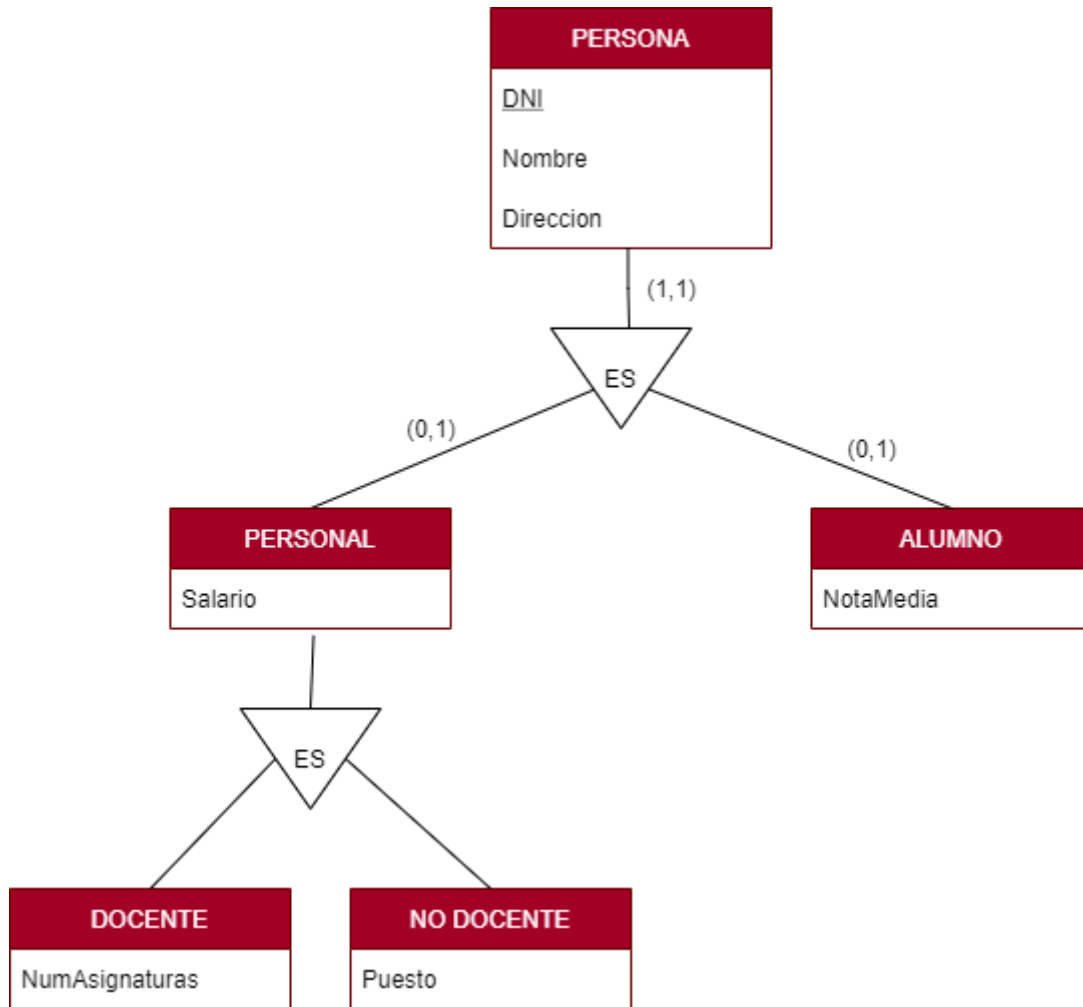 PERSONA
DNI
Nombre
Direccion
(1,1)
ES
(0,1)
(0,1)
PERSONAL
Salario
ALUMNO
NotaMedia
ES
DOCENTE
NumAsignaturas
NO DOCENTE
Puesto